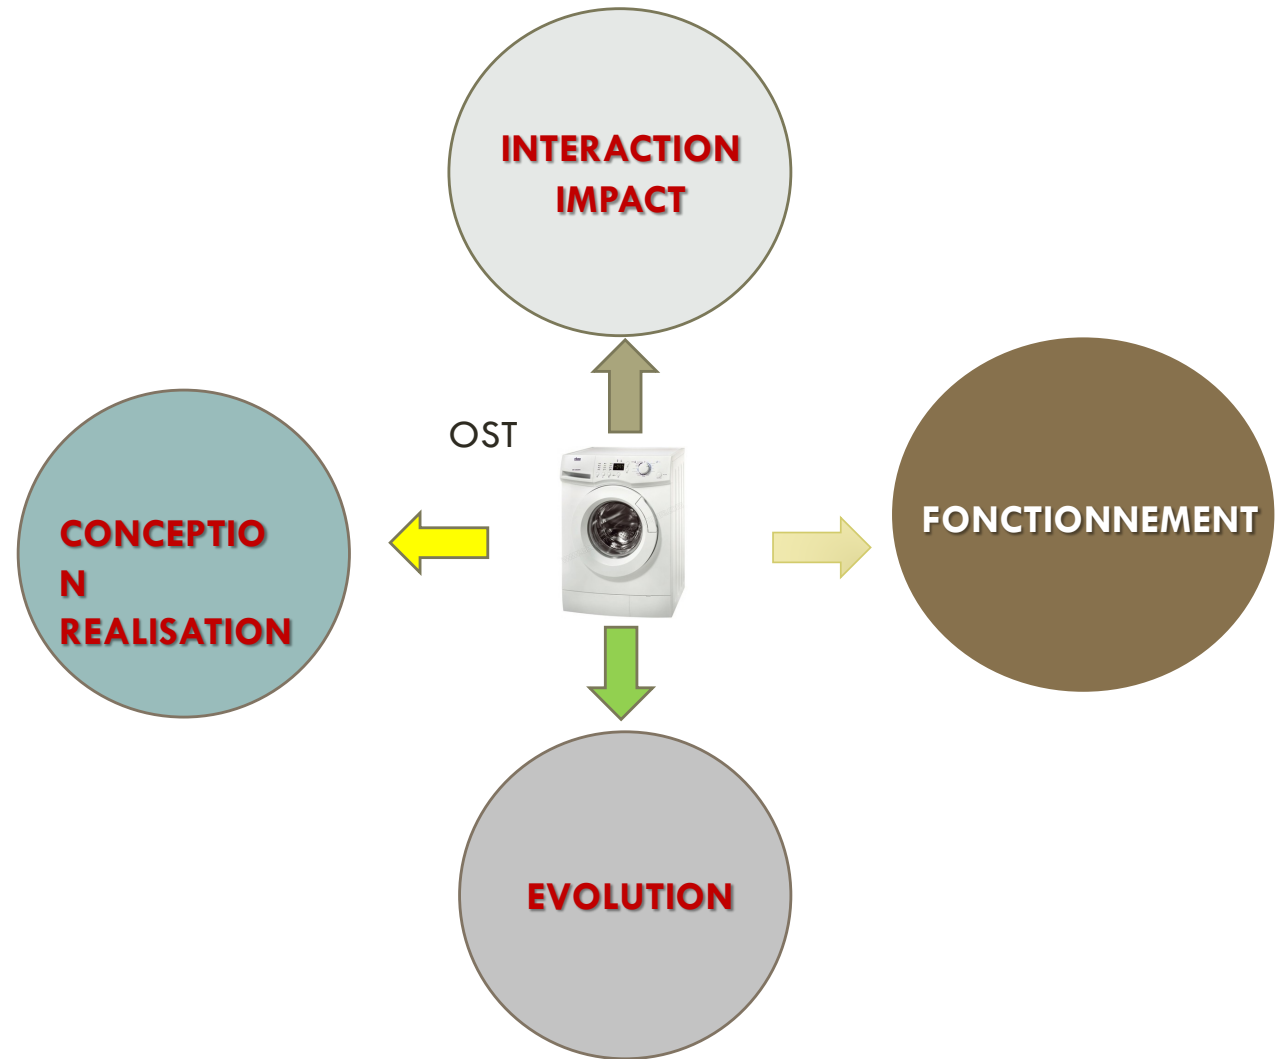 INTERACTION
IMPACT
OST
CONCEPTIO
N
REALISATION
FONCTIONNEMENT
EVOLUTION